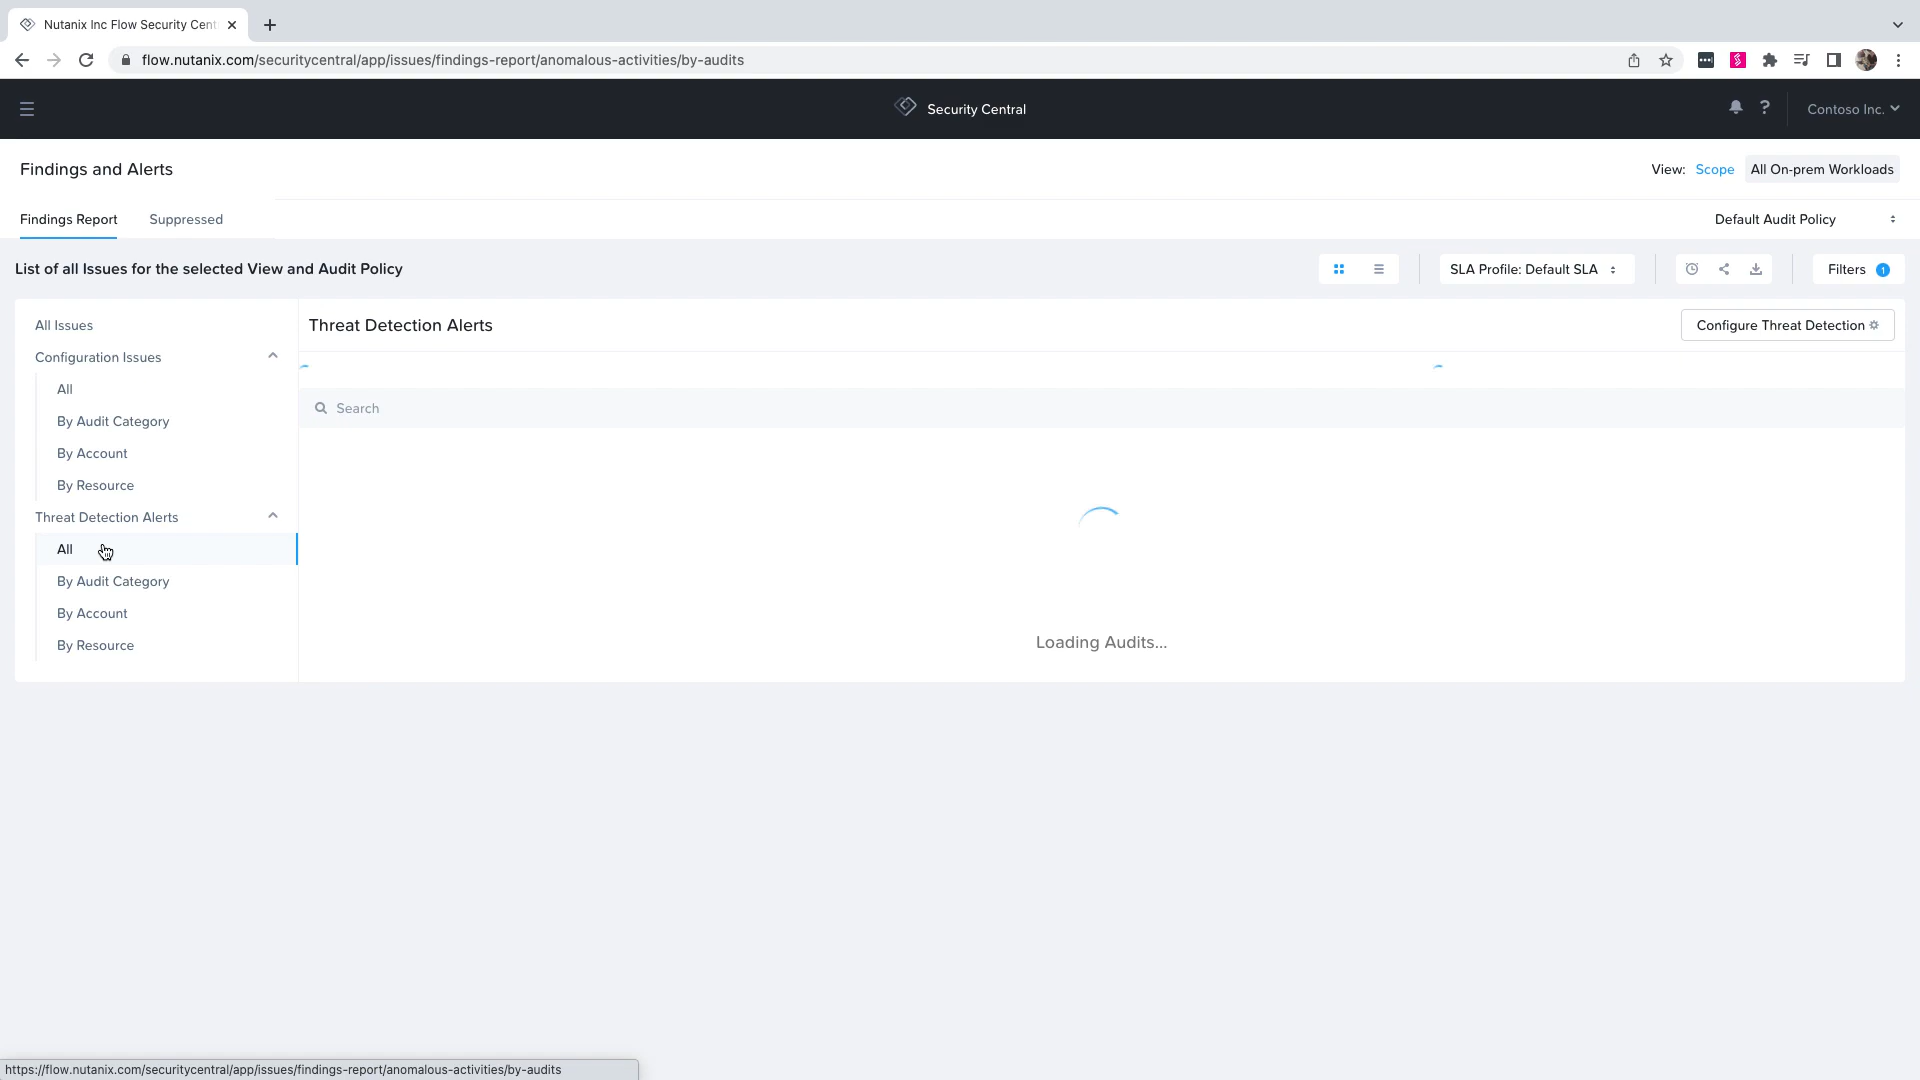 Nutanix Inc Flow Security Cent
flow.nutanix.com/securitycentral/app/issues/findings-report/anomalous-activities/by-audits
Security Central
?
Contoso Inc.
Findings and Alerts
View: Scope All On-prem Workloads
Findings Report Suppressed
Default Audit Policy
List of all Issues for the selected View and Audit Policy
SLA Profile: Default SLA
Filters 1
All Issues
Configuration Issues
All
By Audit Category
By Account
By Resource
Threat Detection Alerts
All
By Audit Category
By Account
By Resource
Threat Detection Alerts
Configure Threat Detection
Search
Loading Audits...
https://flow.nutanix.com/securitycentral/app/issues/findings-report/anomalous-activities/by-audits